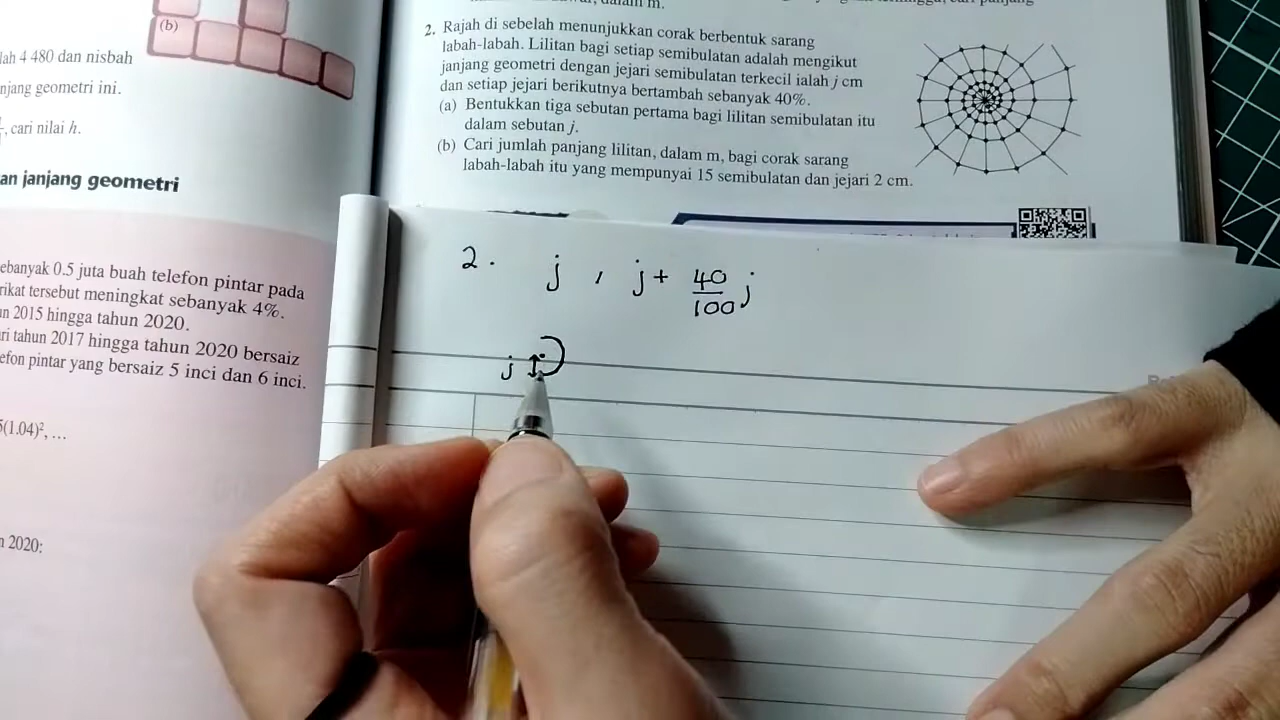 dalam m.
(b)
lah 4 480 dan nisbah
njang geometri ini.
, cari nilai h.
an janjang geometri
ebanyak 0.5 juta buah telefon pintar pada
rikat tersebut meningkat sebanyak 4%.
un 2015 hingga tahun 2020.
ri tahun 2017 hingga tahun 2020 bersaiz
efon pintar yang bersaiz 5 inci dan 6 inci.
5(1.04)², …
n 2020:
2. Rajah di sebelah menunjukkan corak berbentuk sarang
labah-labah. Lilitan bagi setiap semibulatan adalah mengikut
janjang geometri dengan jejari semibulatan terkecil ialah j cm
dan setiap jejari berikutnya bertambah sebanyak 40%.
(a) Bentukkan tiga sebutan pertama bagi lilitan semibulatan itu
dalam sebutan j.
(b) Cari jumlah panjang lilitan, dalam m, bagi corak sarang
labah-labah itu yang mempunyai 15 semibulatan dan jejari 2 cm.
2. j , j + 40/100 j
j